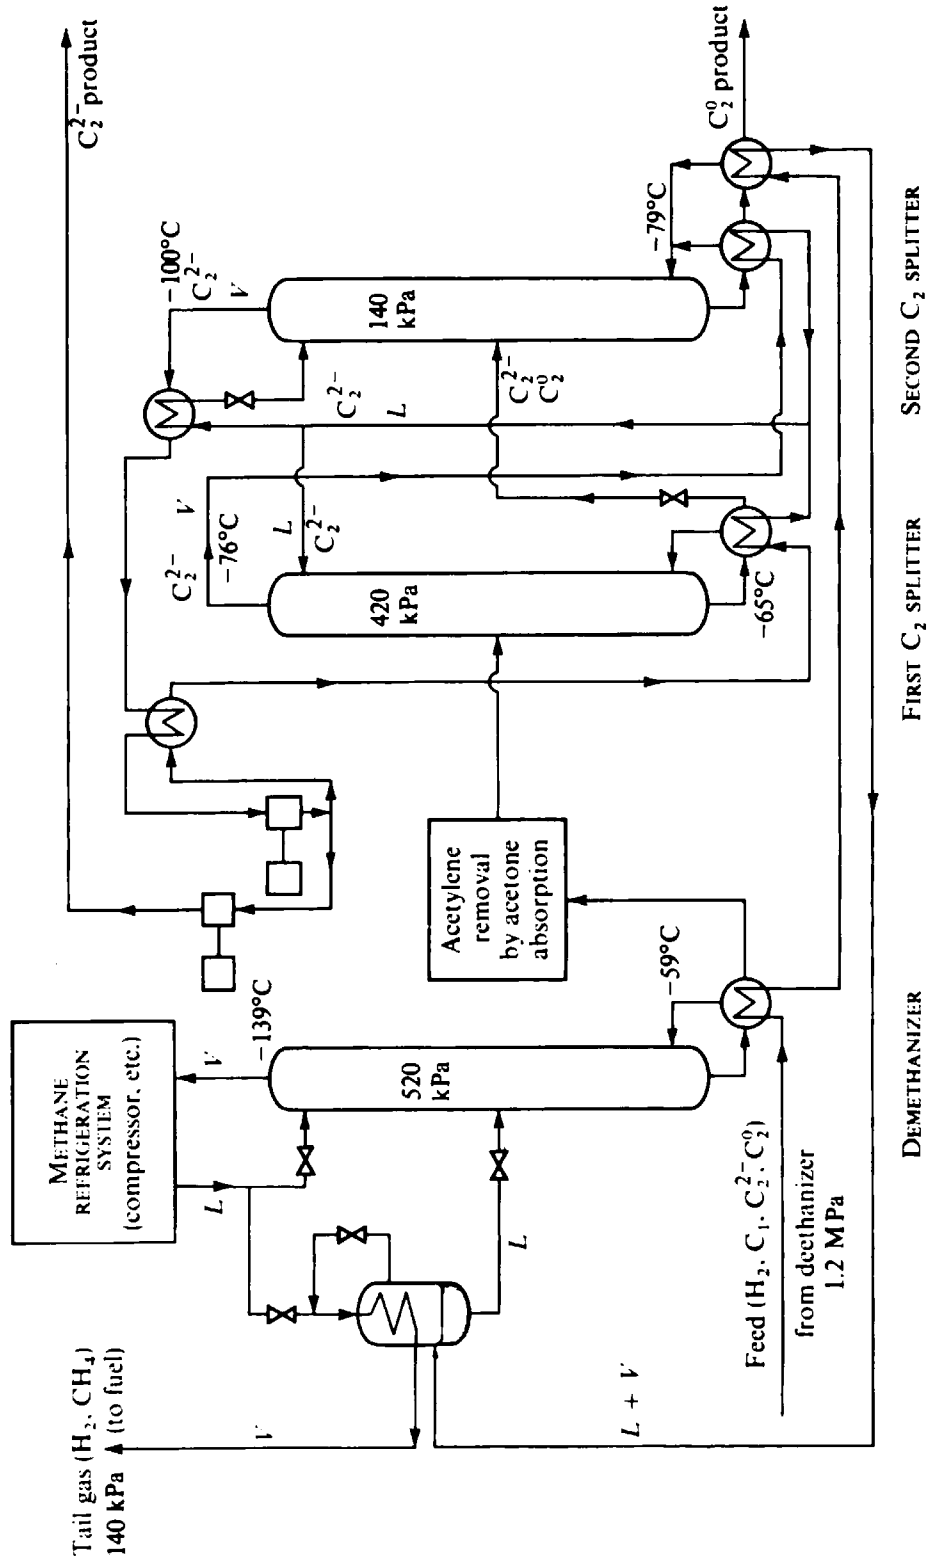 Tail gas (H₂, CH₄)
140 kPa (to fuel)
V
METHANE
REFRIGERATION
SYSTEM
(compressor, etc.)
L
V
−139°C
520
kPa
L
L + V
Feed (H₂, C₁, C₂²⁻, C₂⁰)
from deethanizer
1.2 MPa
−59°C
Acetylene
removal
by acetone
absorption
C₂²⁻
V
−76°C
420
kPa
L
C₂²⁻
−65°C
C₂²⁻
L
C₂²⁻
C₂⁰
−100°C
C₂²⁻
V
140
kPa
−79°C
C₂²⁻ product
C₂⁰ product
DEMETHANIZER
FIRST C₂ SPLITTER
SECOND C₂ SPLITTER